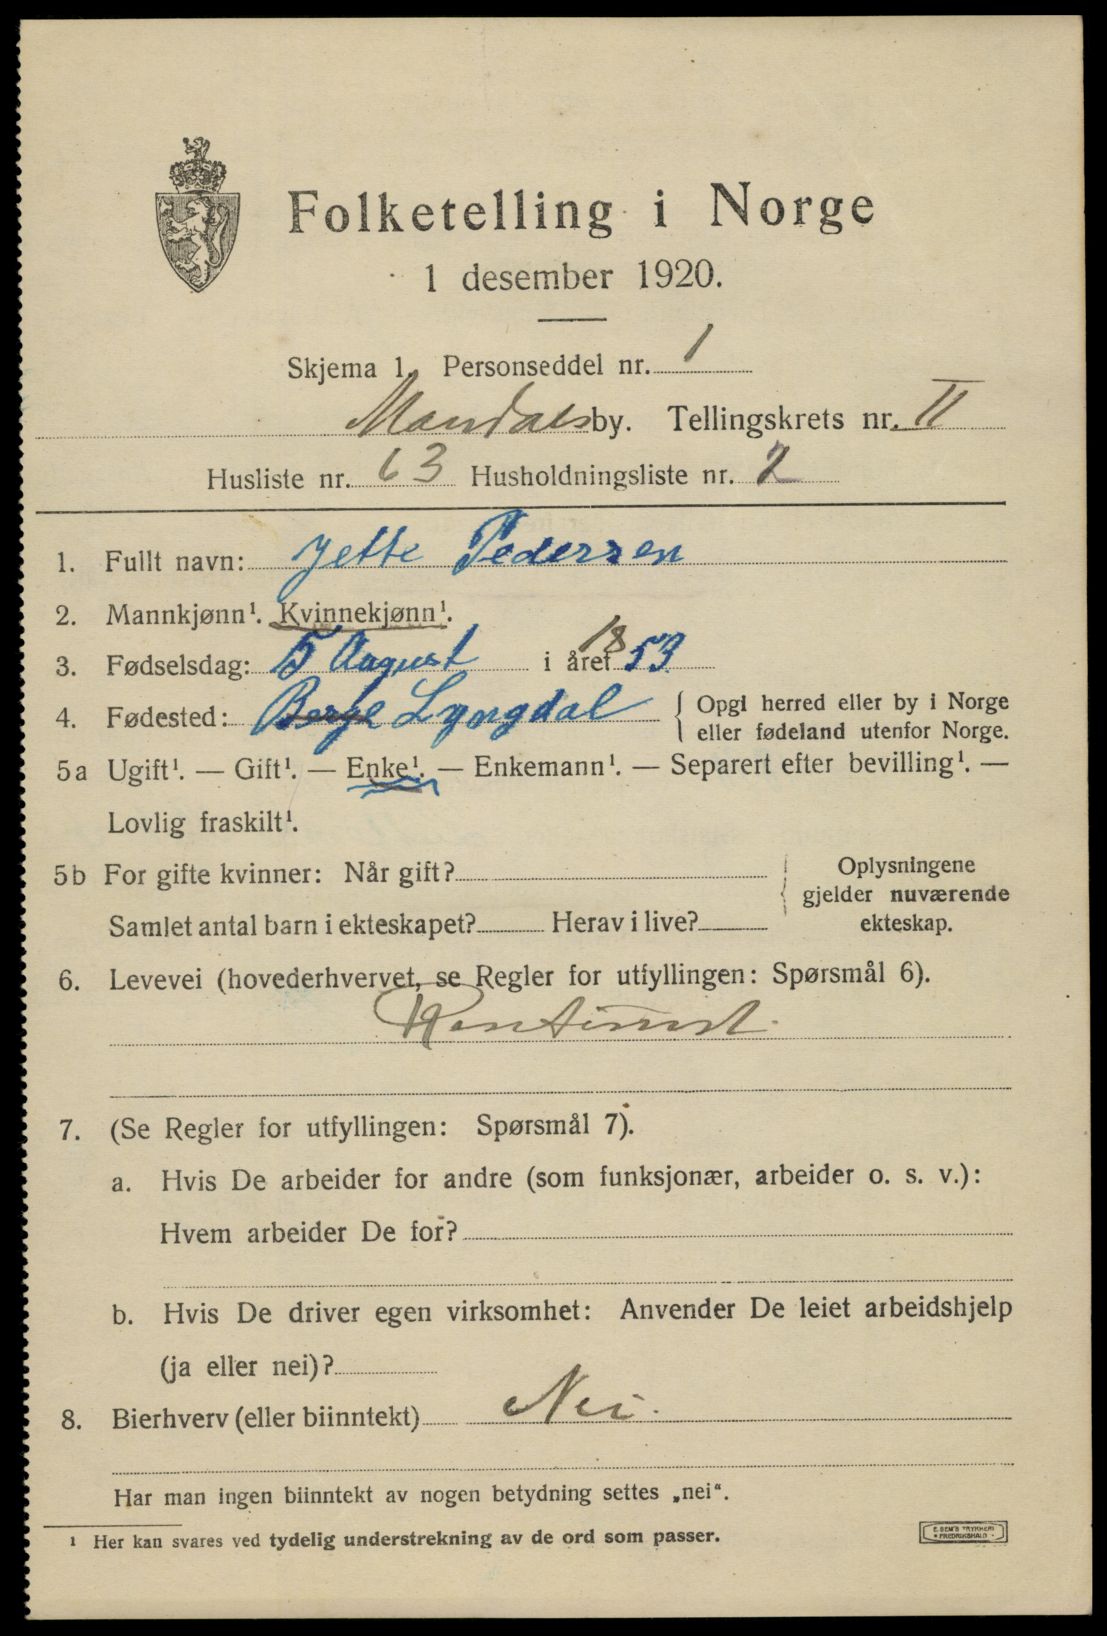 Folketelling i Norge
1 desember 1920.
Skjema 1. Personseddel nr. 1
Mandals by. Tellingskrets nr. II
Husliste nr. 63 Husholdningsliste nr. 2
1. Fullt navn: Jette Pedersen
2. Mannkjønn¹. Kvinnekjønn¹.
3. Fødselsdag: 5 August i året 1853
4. Fødested: Lyngdal { Opgi herred eller by i Norge
eller fødeland utenfor Norge.
5a Ugift¹. — Gift¹. — Enke¹. — Enkemann¹. — Separert efter bevilling¹. —
Lovlig fraskilt¹.
5b For gifte kvinner: Når gift? { Oplysningene
gjelder nuværende
Samlet antal barn i ekteskapet? Herav i live? ekteskap.
6. Levevei (hovederhvervet, se Regler for utfyllingen: Spørsmål 6).
Rentierist
7. (Se Regler for utfyllingen: Spørsmål 7).
a. Hvis De arbeider for andre (som funksjonær, arbeider o. s. v.):
Hvem arbeider De for?
b. Hvis De driver egen virksomhet: Anvender De leiet arbeidshjelp
(ja eller nei)?
8. Bierhverv (eller biinntekt) Nei.
Har man ingen biinntekt av nogen betydning settes „nei“.
¹ Her kan svares ved tydelig understrekning av de ord som passer.
E. SEM'S TRYKKERI
FREDRIKSHALD